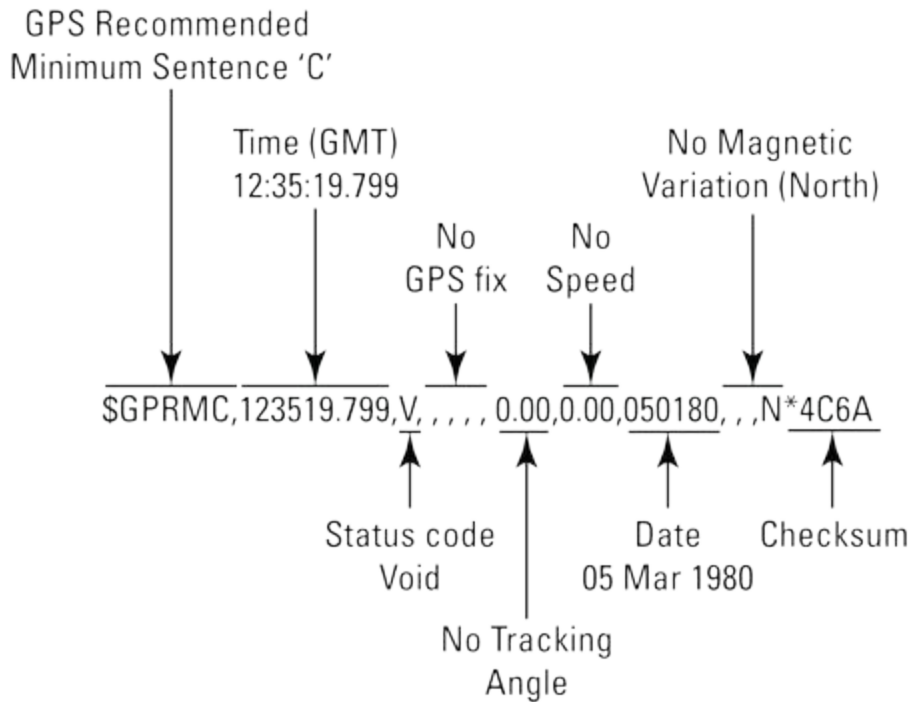 GPS Recommended
Minimum Sentence ‘C’
Time (GMT)
12:35:19.799
No Magnetic
Variation (North)
No
GPS fix
No
Speed
$GPRMC,123519.799,V,,,,,0.00,0.00,050180,,,N*4C6A
Status code
Void
Date
05 Mar 1980
Checksum
No Tracking
Angle